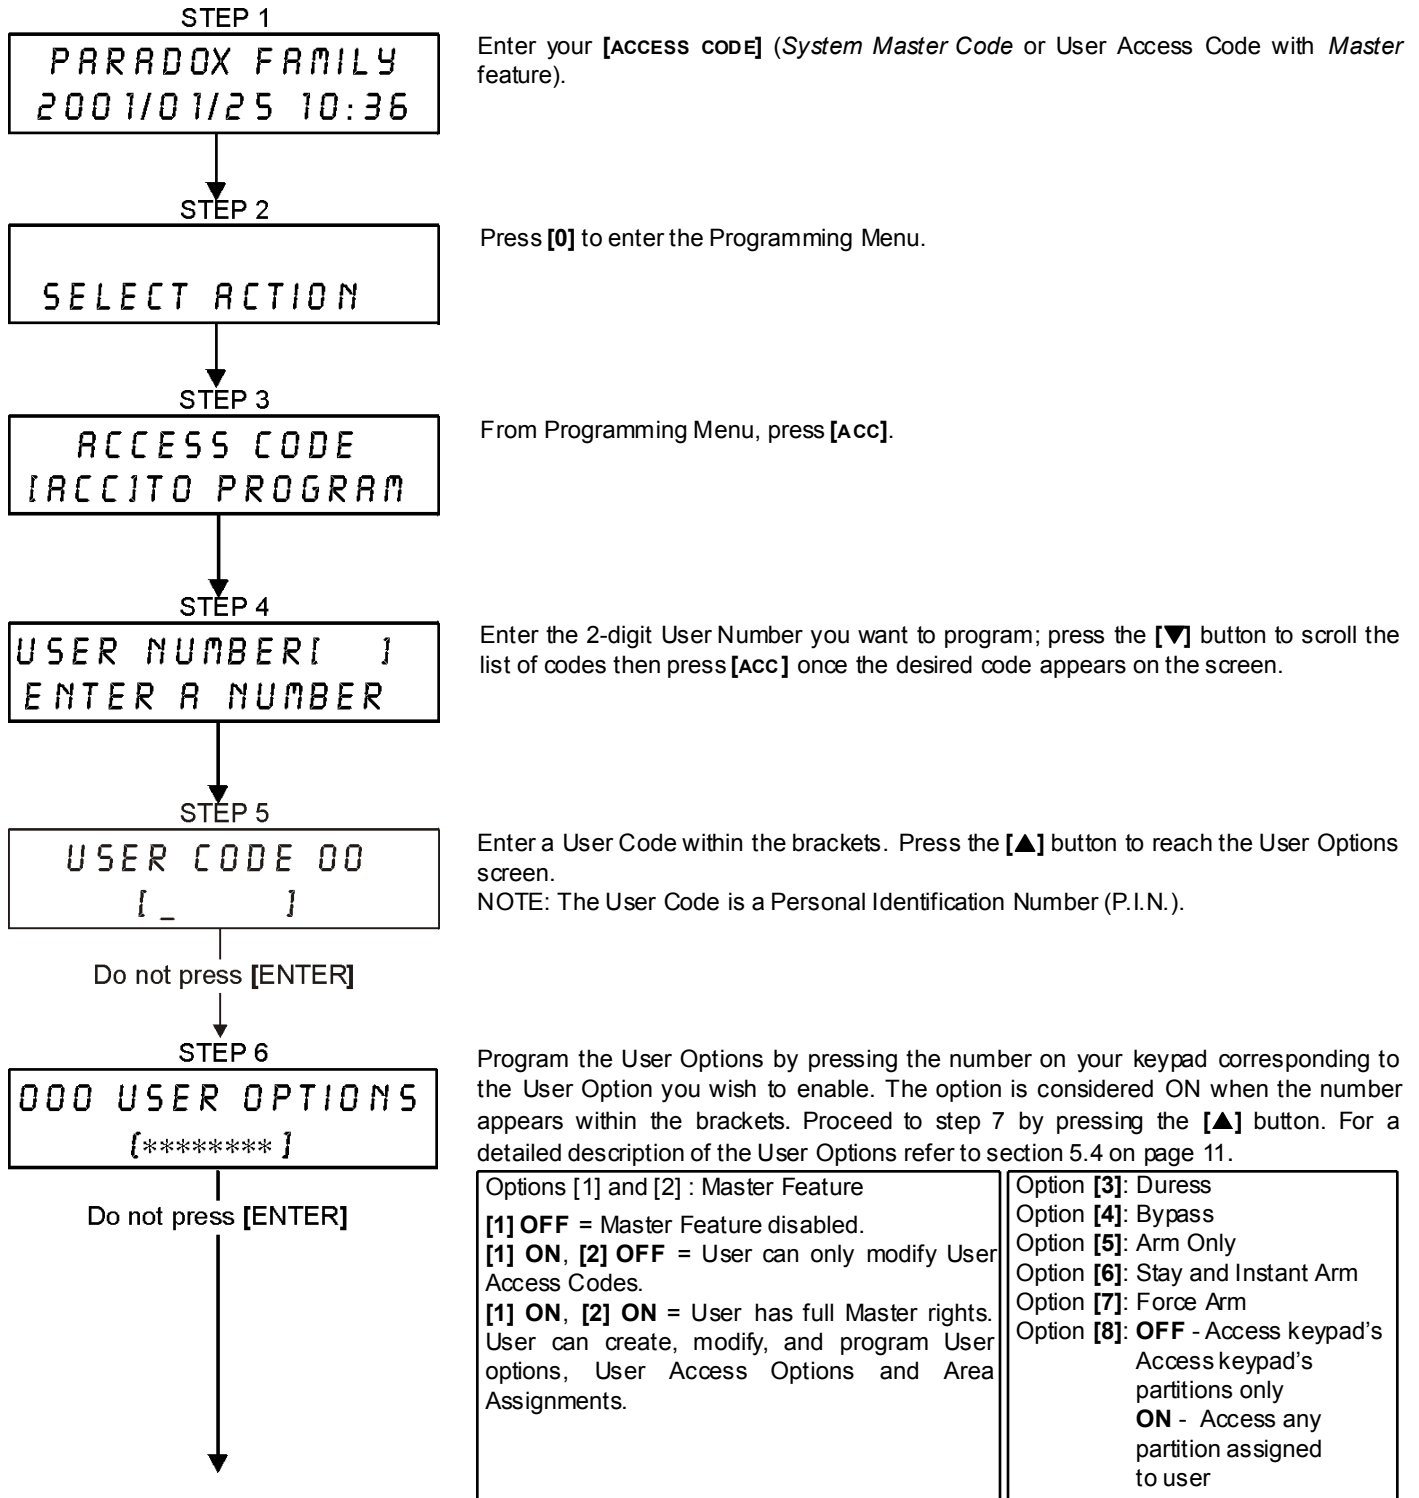 STEP 1
PARADOX FAMILY
2001/01/25 10:36
Enter your [ACCESS CODE] (System Master Code or User Access Code with Master
feature).
STEP 2
SELECT ACTION
Press [0] to enter the Programming Menu.
STEP 3
ACCESS CODE
[ACC]TO PROGRAM
From Programming Menu, press [ACC].
STEP 4
USER NUMBER[ ]
ENTER A NUMBER
Enter the 2-digit User Number you want to program; press the [▼] button to scroll the
list of codes then press [ACC] once the desired code appears on the screen.
STEP 5
USER CODE 00
[_ ]
Enter a User Code within the brackets. Press the [▲] button to reach the User Options
screen.
NOTE: The User Code is a Personal Identification Number (P.I.N.).
Do not press [ENTER]
STEP 6
000 USER OPTIONS
[********]
Do not press [ENTER]
Program the User Options by pressing the number on your keypad corresponding to
the User Option you wish to enable. The option is considered ON when the number
appears within the brackets. Proceed to step 7 by pressing the [▲] button. For a
detailed description of the User Options refer to section 5.4 on page 11.
Options [1] and [2] : Master Feature
[1] OFF = Master Feature disabled.
[1] ON, [2] OFF = User can only modify User
Access Codes.
[1] ON, [2] ON = User has full Master rights.
User can create, modify, and program User
options, User Access Options and Area
Assignments.
Option [3]: Duress
Option [4]: Bypass
Option [5]: Arm Only
Option [6]: Stay and Instant Arm
Option [7]: Force Arm
Option [8]: OFF - Access keypad's
Access keypad's
partitions only
ON - Access any
partition assigned
to user